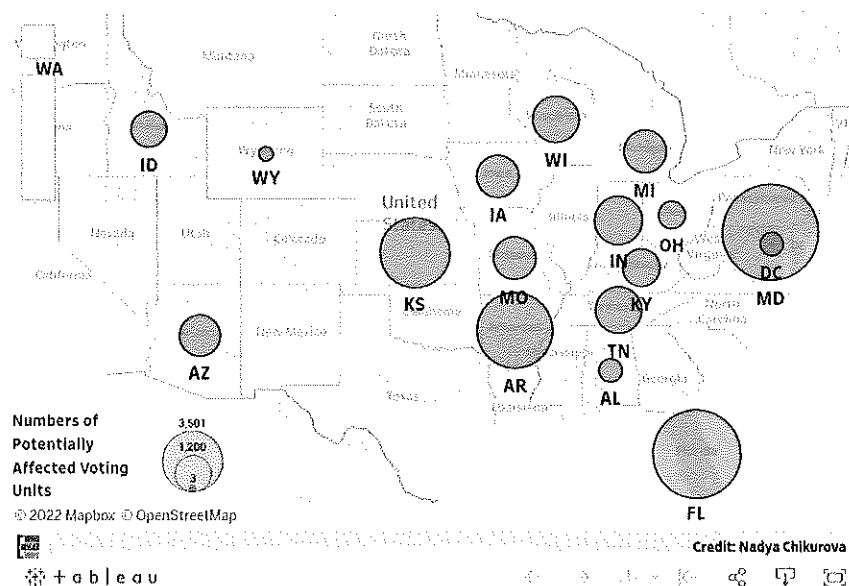 North
Dakota
Montana
Minnesota
WA
South
Dakota
WI
New York
ID
Wyoming
WY
MI
IA
United
Illinois
OH
Nevada
Utah
Colorado
IN
DC
California
KS
MO
KY
MD
North
Carolina
Oklahoma
New Mexico
TN
AZ
AR
AL
Georgia
Texas
Louisiana
Numbers of
Potentially
Affected Voting
Units
3,501
1,200
3
FL
© 2022 Mapbox © OpenStreetMap
Credit: Nadya Chikurova
+ a b | e a u